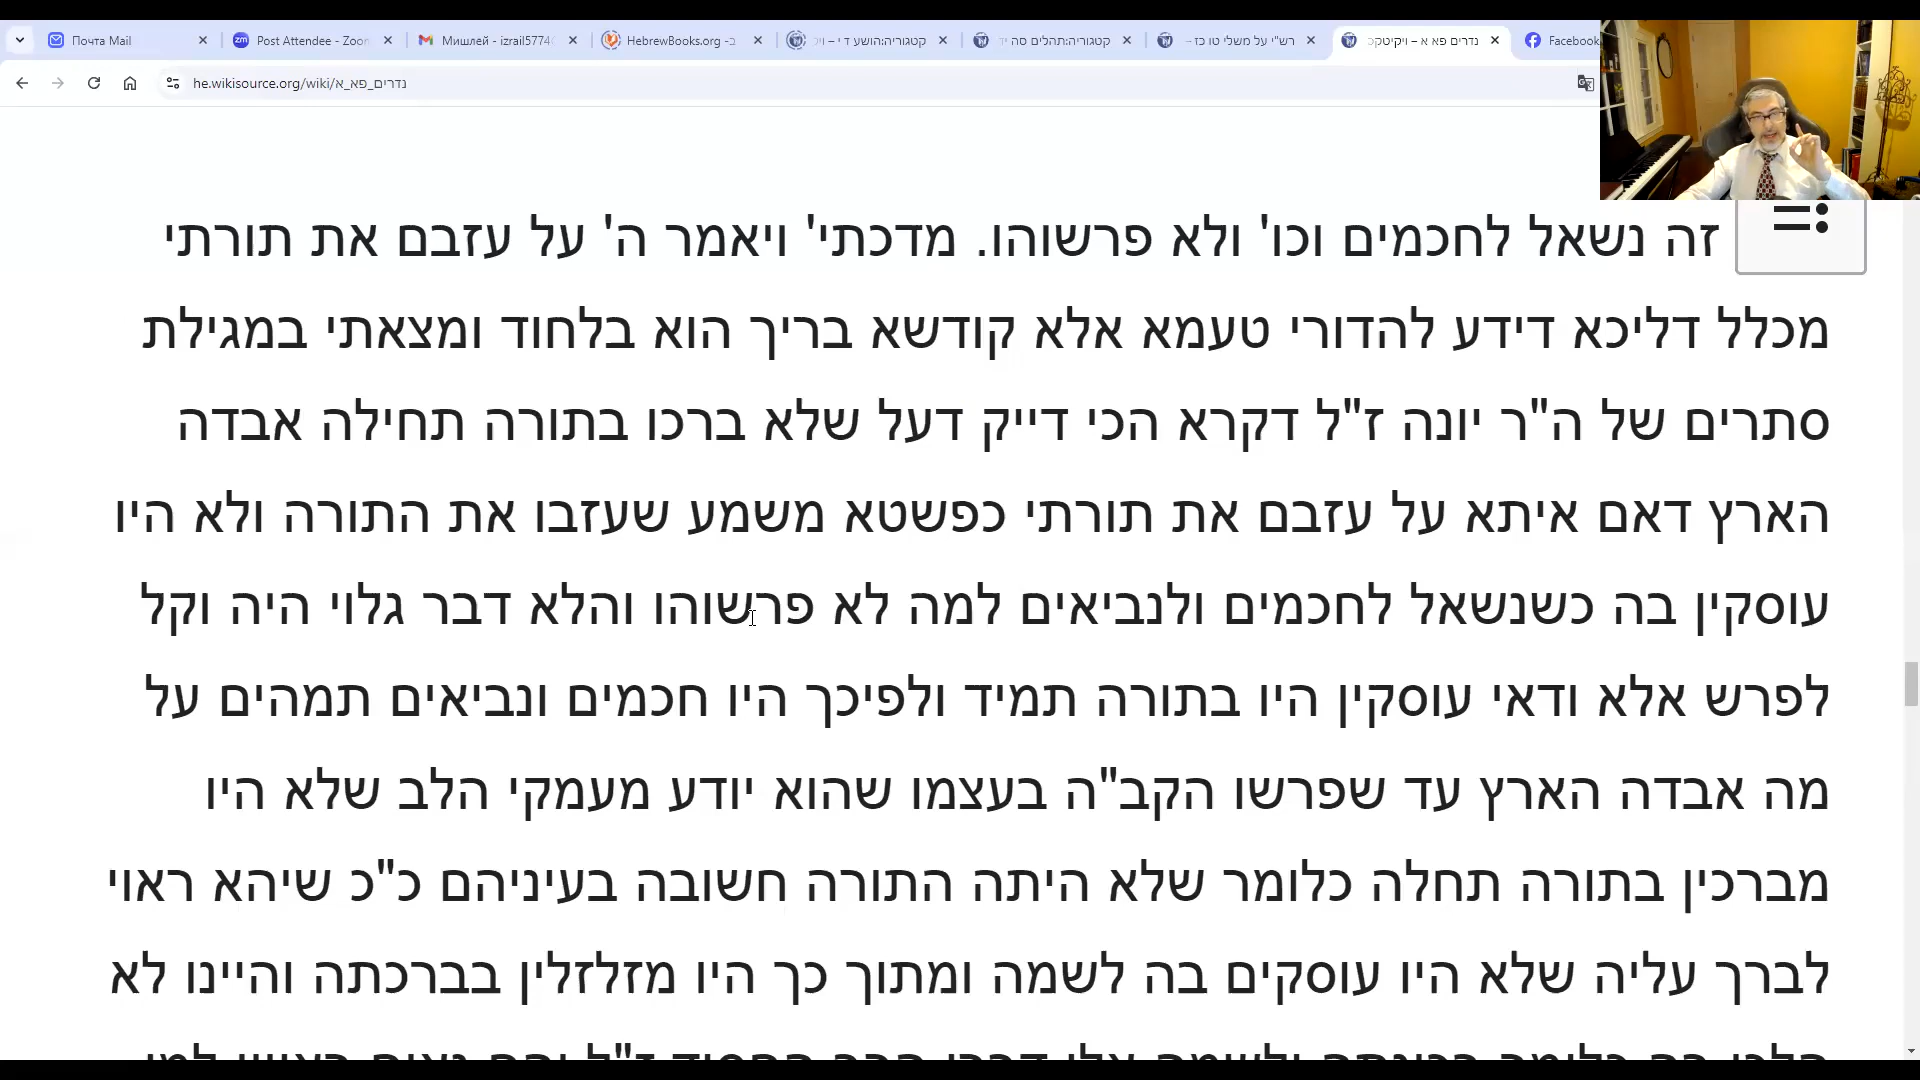 Почта Mail
Post Attendee - Zoom
Мишлей - izrail5774
HebrewBooks.org - ב
קטגוריה:הושע ד י – ויק
קטגוריה:תהלים סה יד
רש"י על משלי טו כז –
נדרים פא א – ויקיטקס
Facebook
he.wikisource.org/wiki/נדרים_פא_א
זה נשאל לחכמים וכו' ולא פרשוהו. מדכתי' ויאמר ה' על עזבם את תורתי
מכלל דליכא דידע להדורי טעמא אלא קודשא בריך הוא בלחוד ומצאתי במגילת
סתרים של ה"ר יונה ז"ל דקרא הכי דייק דעל שלא ברכו בתורה תחילה אבדה
הארץ דאם איתא על עזבם את תורתי כפשטא משמע שעזבו את התורה ולא היו
עוסקין בה כשנשאל לחכמים ולנביאים למה לא פרשוהו והלא דבר גלוי היה וקל
לפרש אלא ודאי עוסקין היו בתורה תמיד ולפיכך היו חכמים ונביאים תמהים על
מה אבדה הארץ עד שפרשו הקב"ה בעצמו שהוא יודע מעמקי הלב שלא היו
מברכין בתורה תחלה כלומר שלא היתה התורה חשובה בעיניהם כ"כ שיהא ראוי
לברך עליה שלא היו עוסקים בה לשמה ומתוך כך היו מזלזלין בברכתה והיינו לא